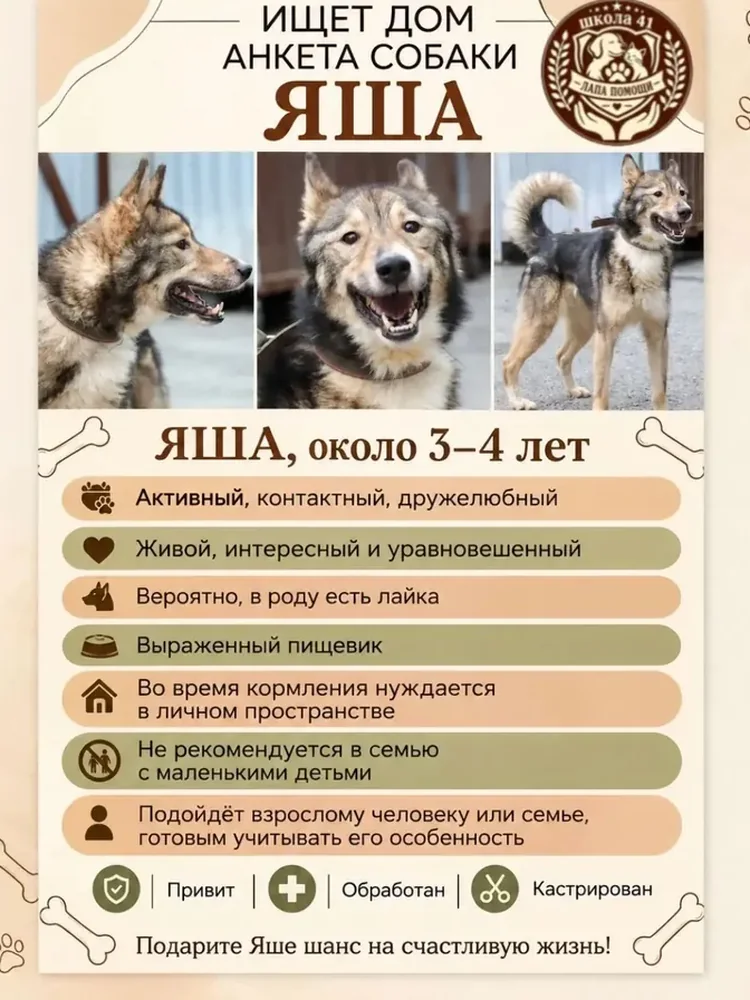 ИЩЕТ ДОМ
АНКЕТА СОБАКИ
ЯША
ШКОЛА 41
ЛАПА ПОМОЩИ
ЯША, около 3–4 лет
Активный, контактный, дружелюбный
Живой, интересный и уравновешенный
Вероятно, в роду есть лайка
Выраженный пищевик
Во время кормления нуждается
в личном пространстве
Не рекомендуется в семью
с маленькими детьми
Подойдёт взрослому человеку или семье,
готовым учитывать его особенность
Привит
Обработан
Кастрирован
Подарите Яше шанс на счастливую жизнь!